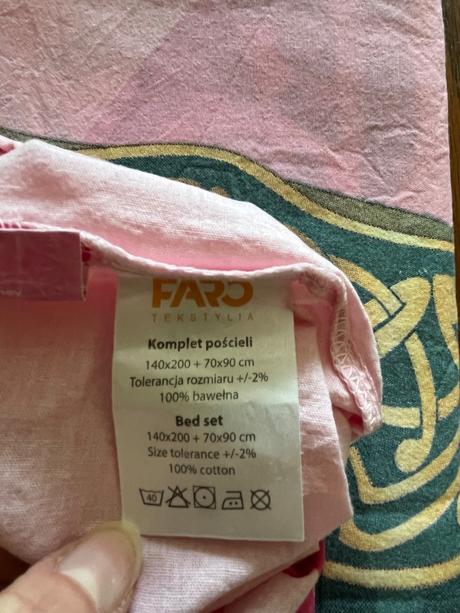 FARO
TEKSTYLIA
Komplet pościeli
140x200 + 70x90 cm
Tolerancja rozmiaru +/-2%
100% bawełna
Bed set
140x200 + 70x90 cm
Size tolerance +/-2%
100% cotton
40